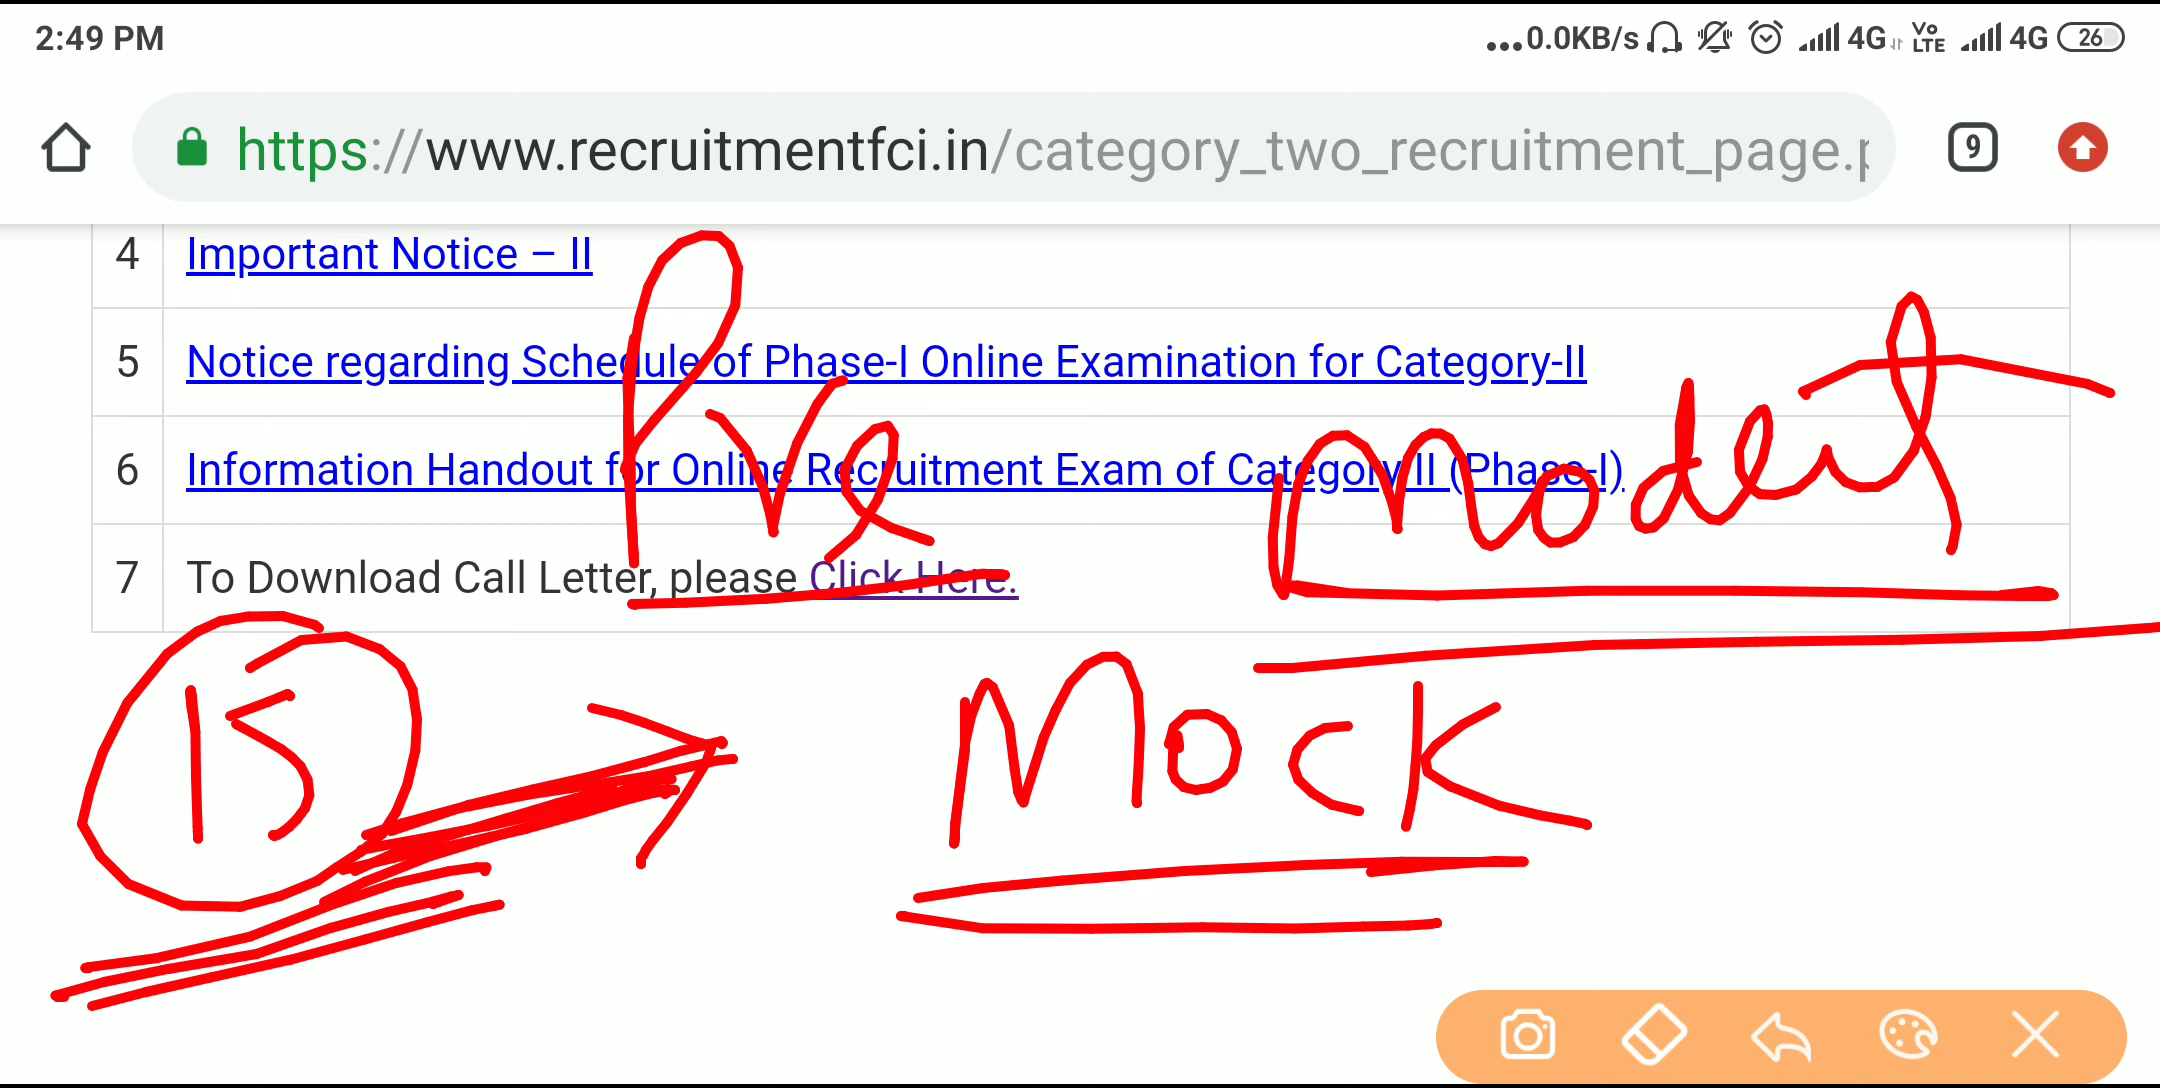 2:49 PM ...0.0KB/s 4G Vo LTE 4G 26
https://www.recruitmentfci.in/category_two_recruitment_page.p 9
4 Important Notice – II
5 Notice regarding Schedule of Phase-I Online Examination for Category-II
6 Information Handout for Online Recruitment Exam of Category II (Phase-I)
7 To Download Call Letter, please Click Here.
Pre
15 Mock